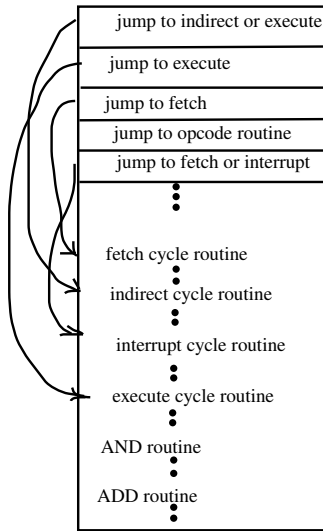 jump to indirect or execute
jump to execute
jump to fetch
jump to opcode routine
jump to fetch or interrupt
fetch cycle routine
indirect cycle routine
interrupt cycle routine
execute cycle routine
AND routine
ADD routine